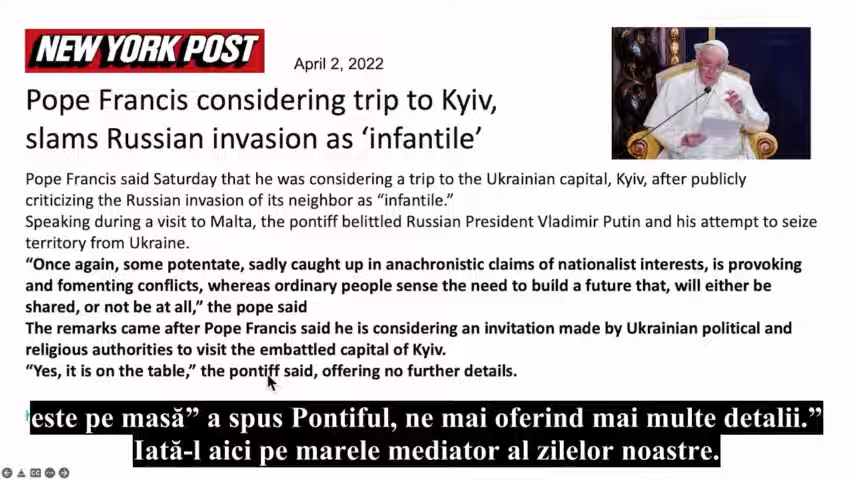 NEW YORK POST
April 2, 2022
Pope Francis considering trip to Kyiv,
slams Russian invasion as ‘infantile’
Pope Francis said Saturday that he was considering a trip to the Ukrainian capital, Kyiv, after publicly
criticizing the Russian invasion of its neighbor as “infantile.”
Speaking during a visit to Malta, the pontiff belittled Russian President Vladimir Putin and his attempt to seize
territory from Ukraine.
“Once again, some potentate, sadly caught up in anachronistic claims of nationalist interests, is provoking
and fomenting conflicts, whereas ordinary people sense the need to build a future that, will either be
shared, or not be at all,” the pope said
The remarks came after Pope Francis said he is considering an invitation made by Ukrainian political and
religious authorities to visit the embattled capital of Kyiv.
“Yes, it is on the table,” the pontiff said, offering no further details.
este pe masă” a spus Pontiful, ne mai oferind mai multe detalii.”
Iată-l aici pe marele mediator al zilelor noastre.